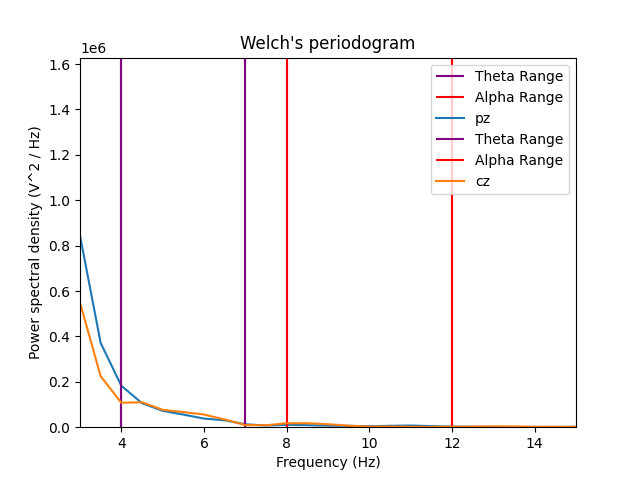 Welch's periodogram
1e6
1.6
1.4
1.2
1.0
0.8
0.6
0.4
0.2
0.0
Power spectral density (V^2 / Hz)
Theta Range
Alpha Range
pz
Theta Range
Alpha Range
cz
4 6 8 10 12 14
Frequency (Hz)